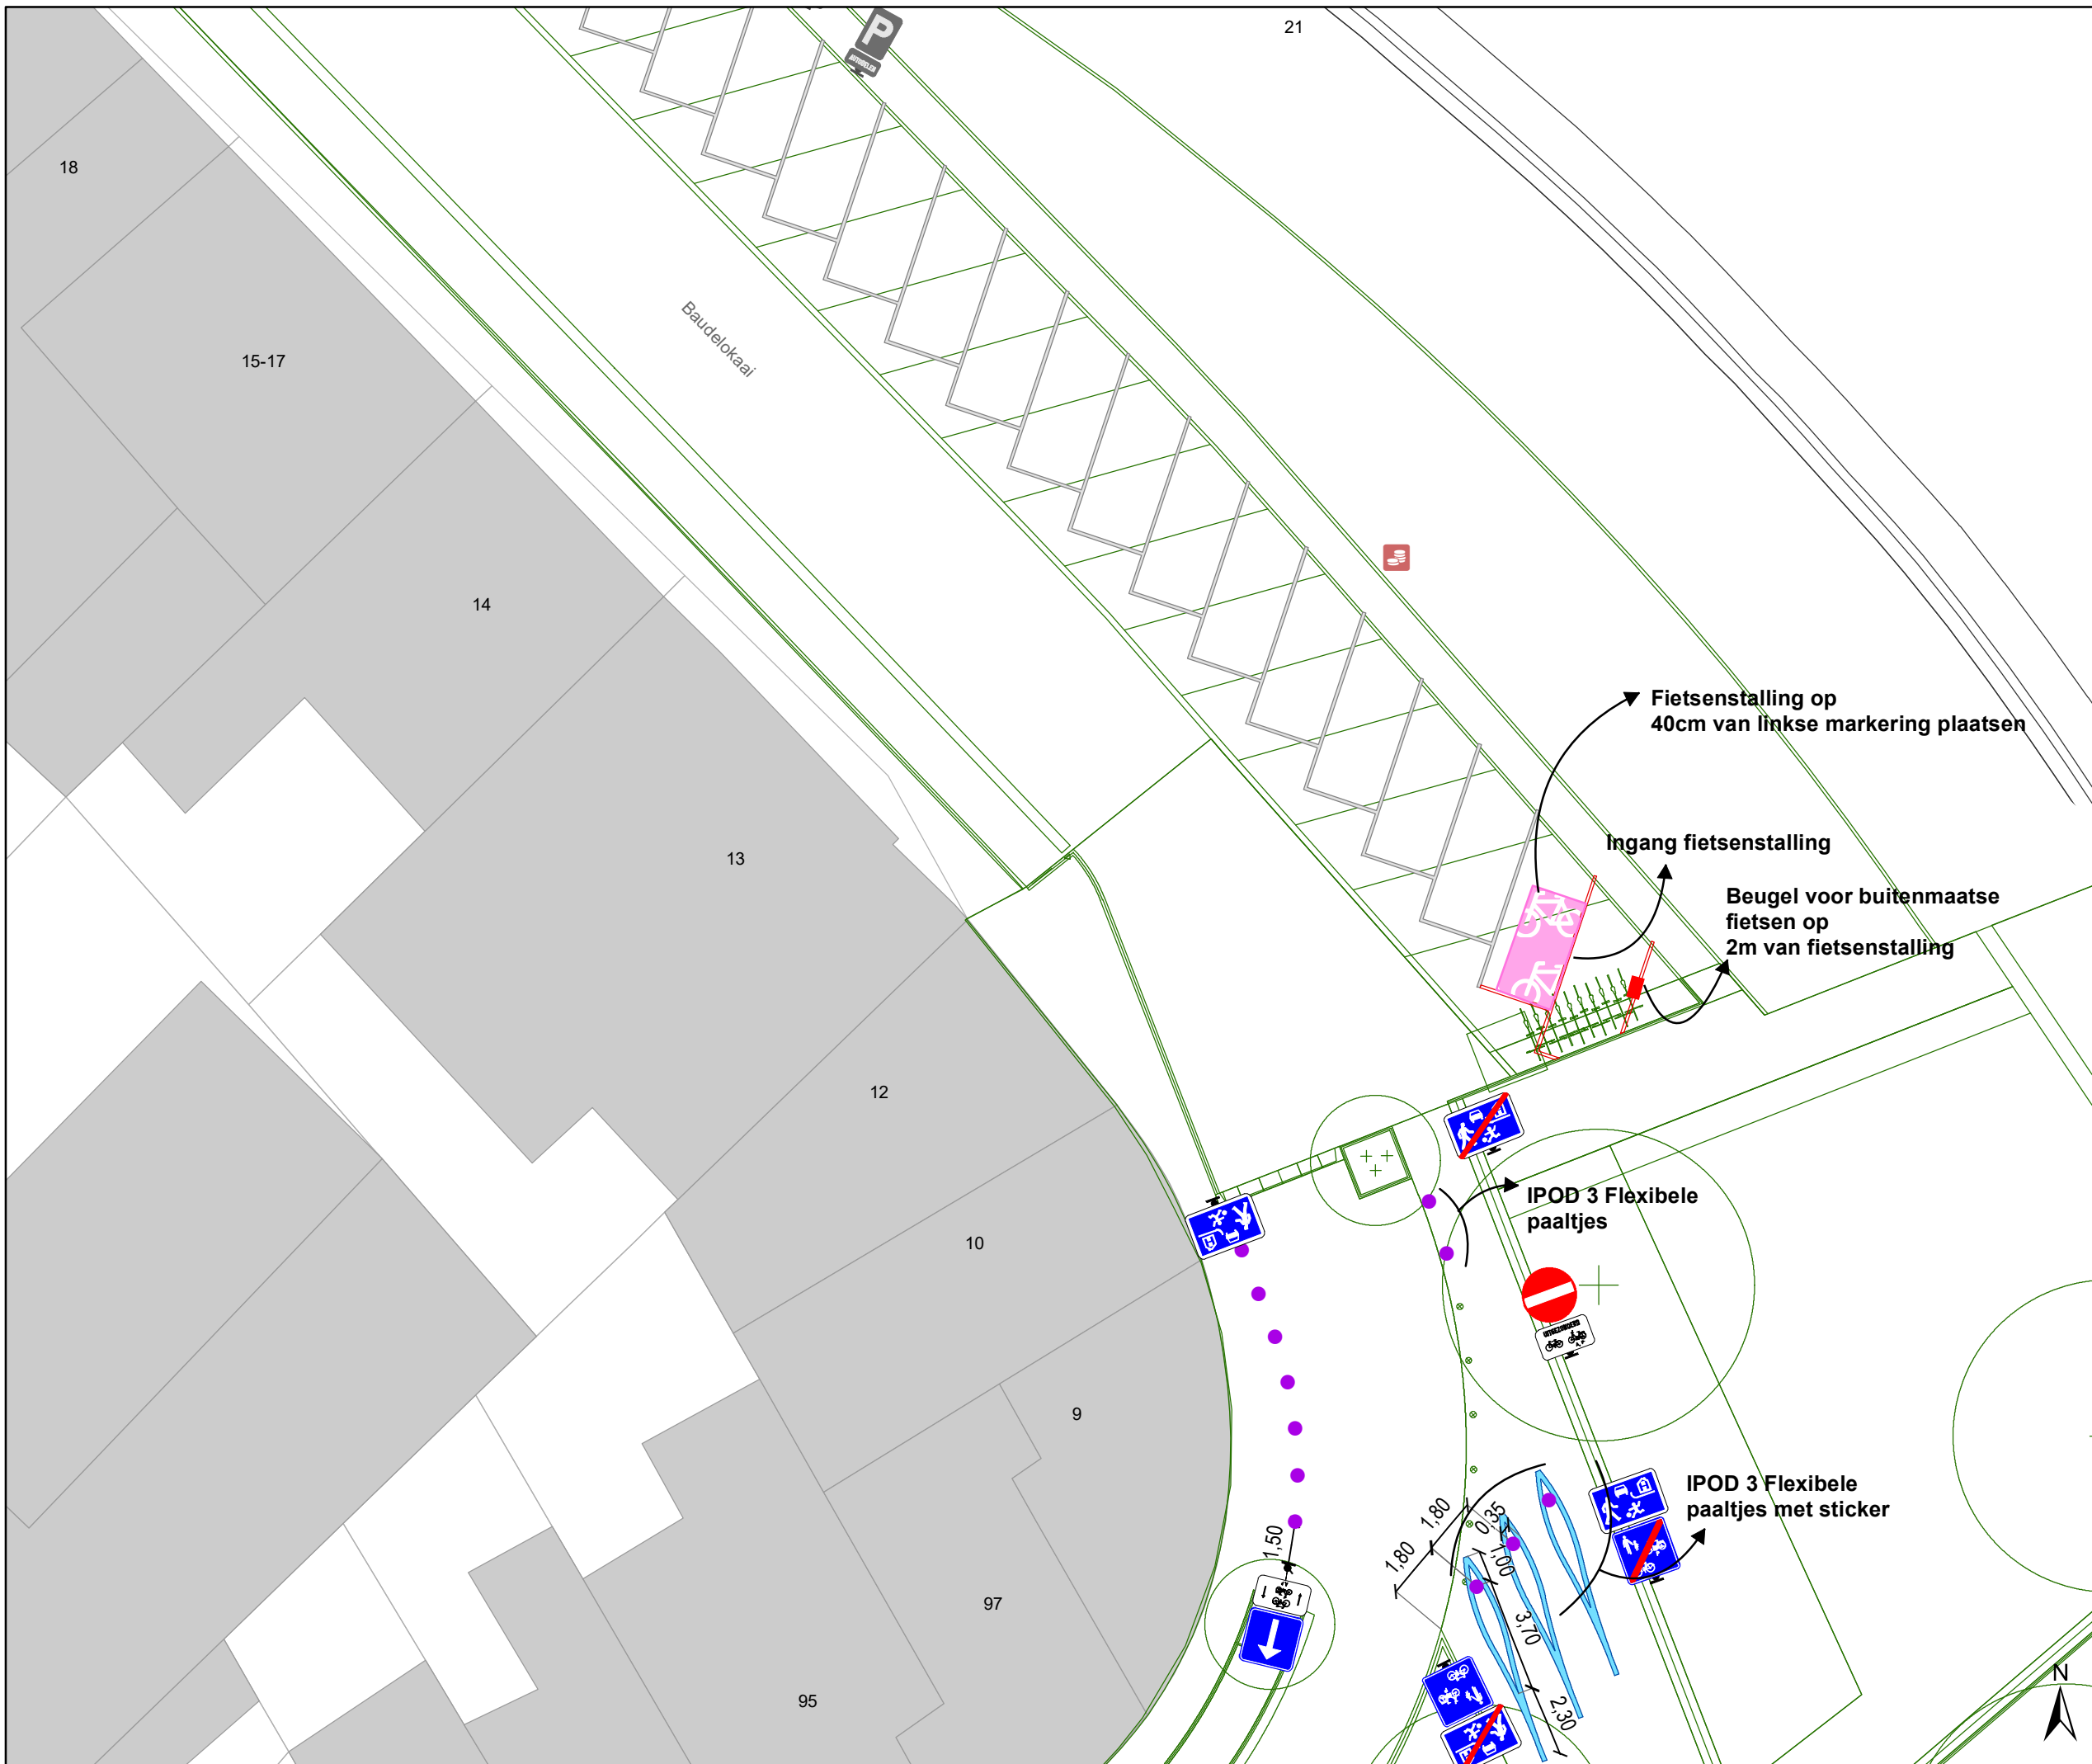 21
P
18
15-17
Baudelokaai
14
Fietsenstalling op
40cm van linkse markering plaatsen
13
Ingang fietsenstalling
Beugel voor buitenmaatse
fietsen op
2m van fietsenstalling
12
IPOD 3 Flexibele
paaltjes
10
9
IPOD 3 Flexibele
paaltjes met sticker
1,80
0,35
1,50
1,80
1,00
97
3,70
N
95
2,30